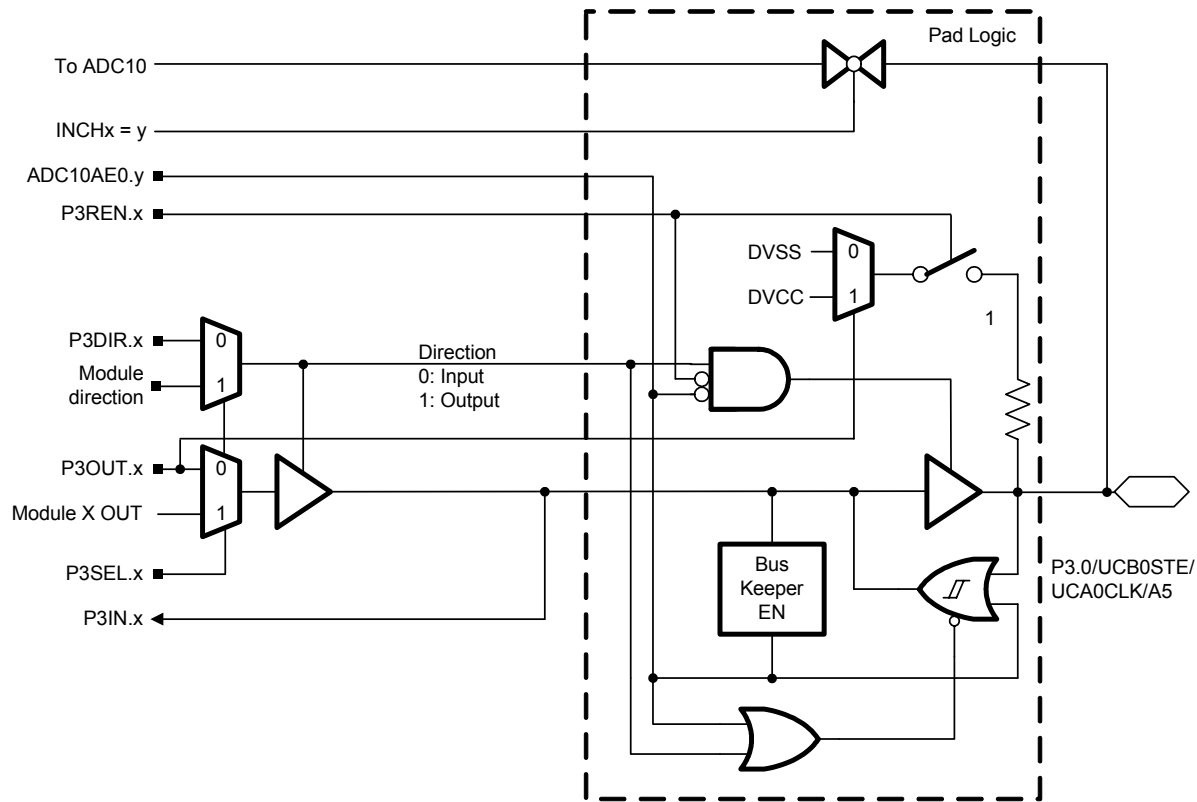 Pad Logic
To ADC10
INCHx = y
ADC10AE0.y
P3REN.x
DVSS
0
DVCC
1
1
P3DIR.x
0
Module
direction
1
Direction
0: Input
1: Output
P3OUT.x
0
Module X OUT
1
P3SEL.x
P3IN.x
Bus
Keeper
EN
P3.0/UCB0STE/
UCA0CLK/A5